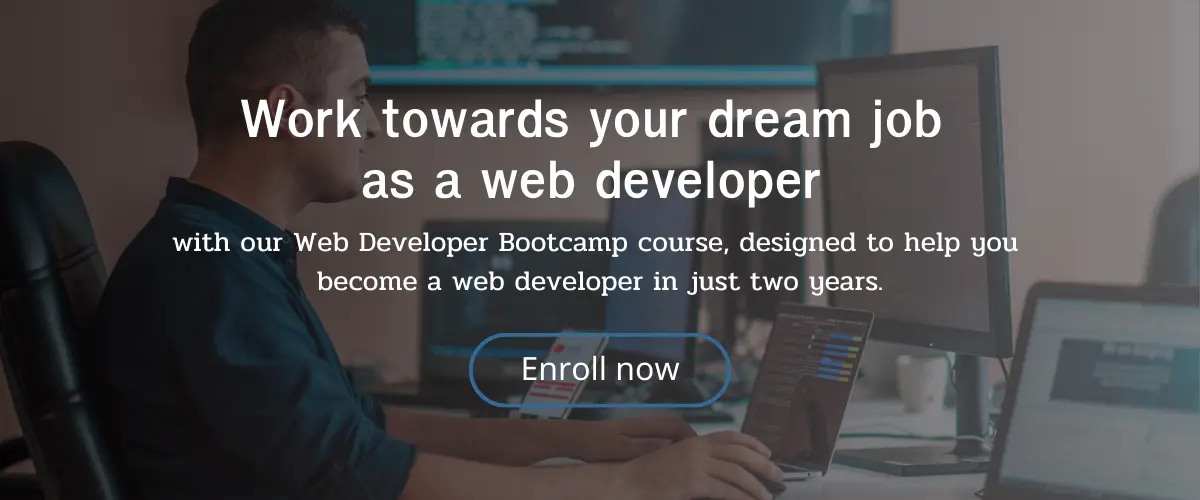 Work towards your dream job
as a web developer
with our Web Developer Bootcamp course, designed to help you
become a web developer in just two years.
Enroll now